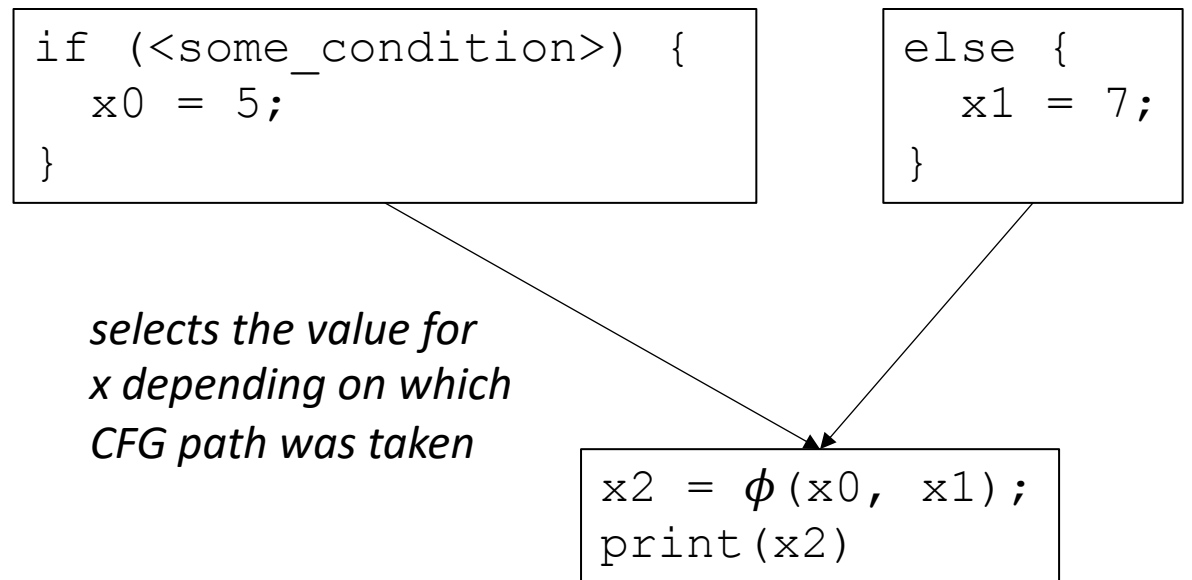 if (<some_condition>) {
  x0 = 5;
}
else {
  x1 = 7;
}
selects the value for
x depending on which
CFG path was taken
x2 = ϕ(x0, x1);
print(x2)